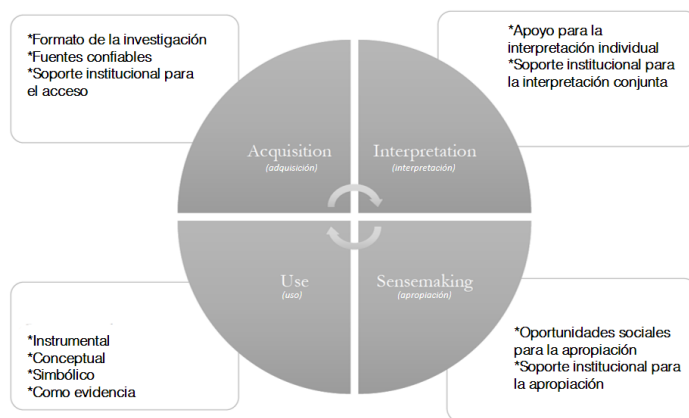 *Formato de la investigación
*Fuentes confiables
*Soporte institucional para
el acceso
*Apoyo para la
interpretación individual
*Soporte institucional para
la interpretación conjunta
Acquisition
(adquisición)
Interpretation
(interpretación)
Use
(uso)
Sensemaking
(apropiación)
*Instrumental
*Conceptual
*Simbólico
*Como evidencia
*Oportunidades sociales
para la apropiación
*Soporte institucional para
la apropiación